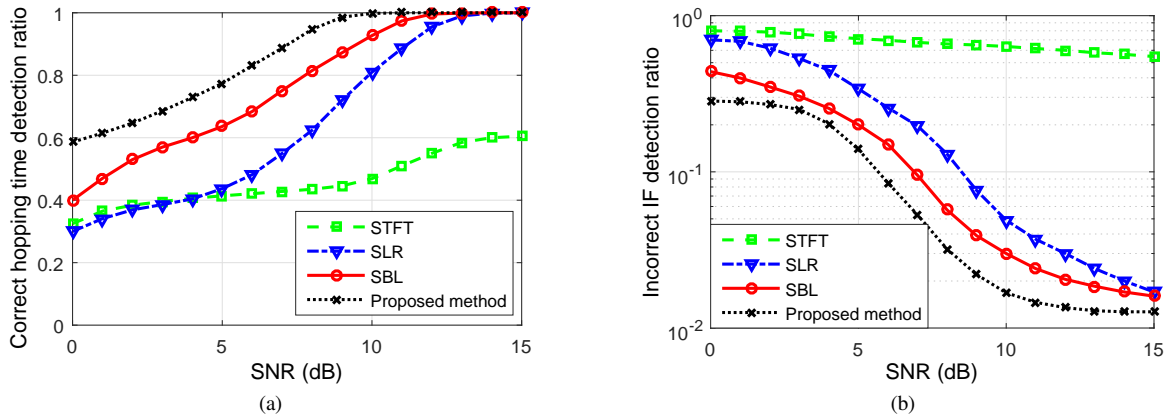 Correct hopping time detection ratio
1
0.8
0.6
0.4
0.2
0
0 5 10 15
SNR (dB)
STFT
SLR
SBL
Proposed method
(a)
Incorrect IF detection ratio
10^0
10^-1
10^-2
0 5 10 15
SNR (dB)
STFT
SLR
SBL
Proposed method
(b)